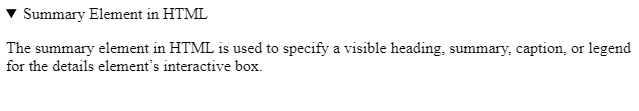 ▼ Summary Element in HTML
The summary element in HTML is used to specify a visible heading, summary, caption, or legend
for the details element's interactive box.